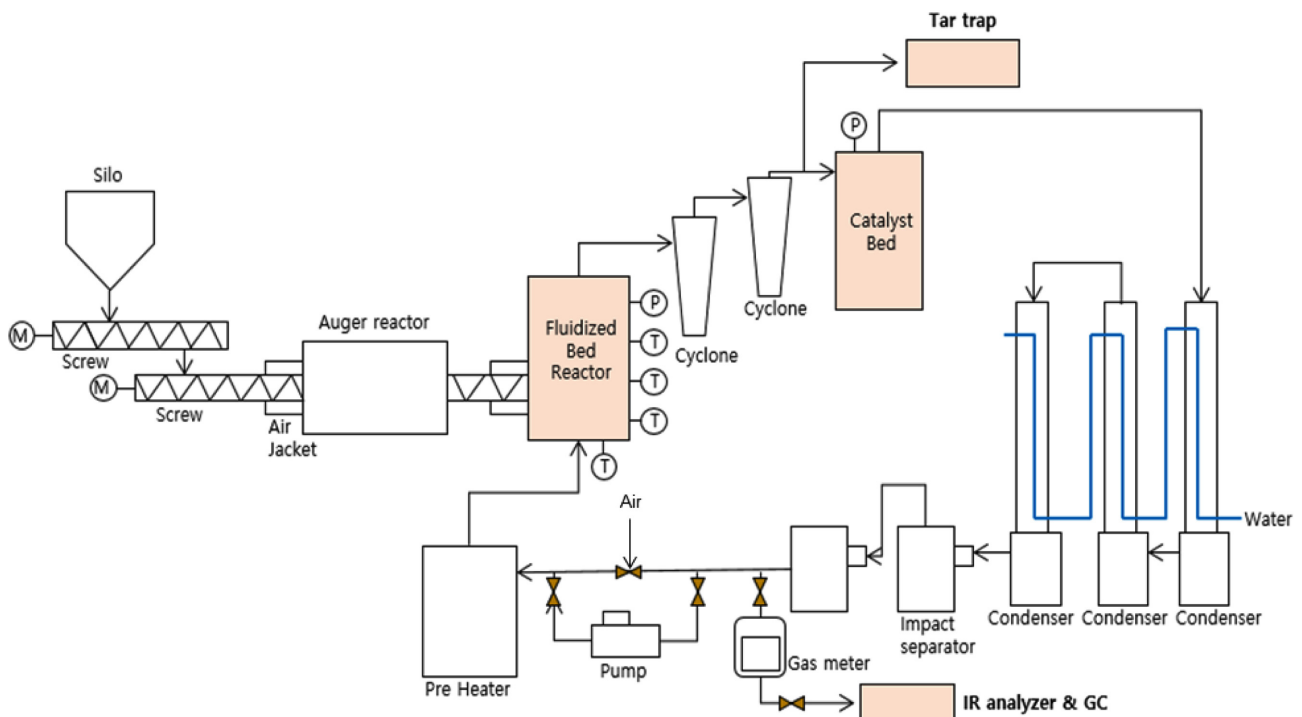 Tar trap
P
Silo
Catalyst
Bed
Auger reactor
P
Fluidized
Bed
Reactor
Cyclone
M
T
Cyclone
Screw
T
M
Screw
Air
Jacket
T
T
Air
Water
Condenser
Condenser
Condenser
Impact
separator
Pump
Gas meter
Pre Heater
IR analyzer & GC